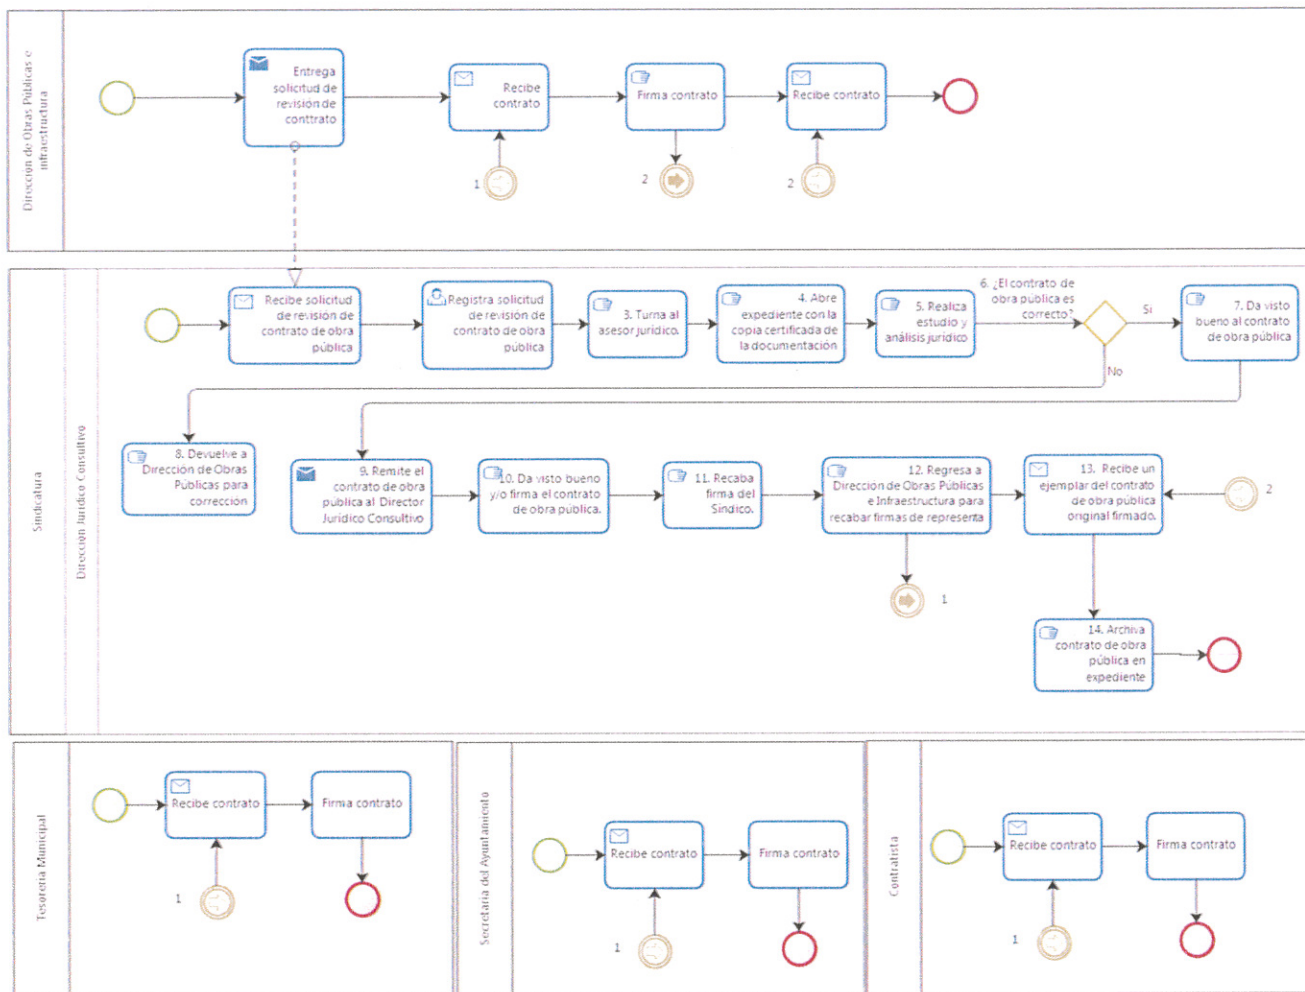 Dirección de Obras Públicas e
infraestructura
Entrega
solicitud de
revisión de
conttrato
Recibe
contrato
Firma contrato
Recibe contrato
1
2
2
Sindicatura
Dirección Jurídico Consultivo
Recibe solicitud
de revisión de
contrato de obra
pública
Registra solicitud
de revisión de
contrato de obra
pública
3. Turna al
asesor jurídico.
4. Abre
expediente con la
copia certificada de
la documentación
5. Realiza
estudio y
análisis jurídico
6. ¿El contrato de
obra pública es
correcto?
Si
No
7. Da visto
bueno al contrato
de obra pública
8. Devuelve a
Dirección de Obras
Públicas para
corrección
9. Remite el
contrato de obra
pública al Director
Jurídico Consultivo
10. Da visto bueno
y/o firma el contrato
de obra pública.
11. Recaba
firma del
Síndico.
12. Regresa a
Dirección de Obras Públicas
e Infraestructura para
recabar firmas de representa
13. Recibe un
ejemplar del contrato
de obra pública
original firmado.
2
1
14. Archiva
contrato de obra
pública en
expediente
Tesorería Municipal
Recibe contrato
Firma contrato
1
Secretaría del Ayuntamiento
Recibe contrato
Firma contrato
1
Contratista
Recibe contrato
Firma contrato
1